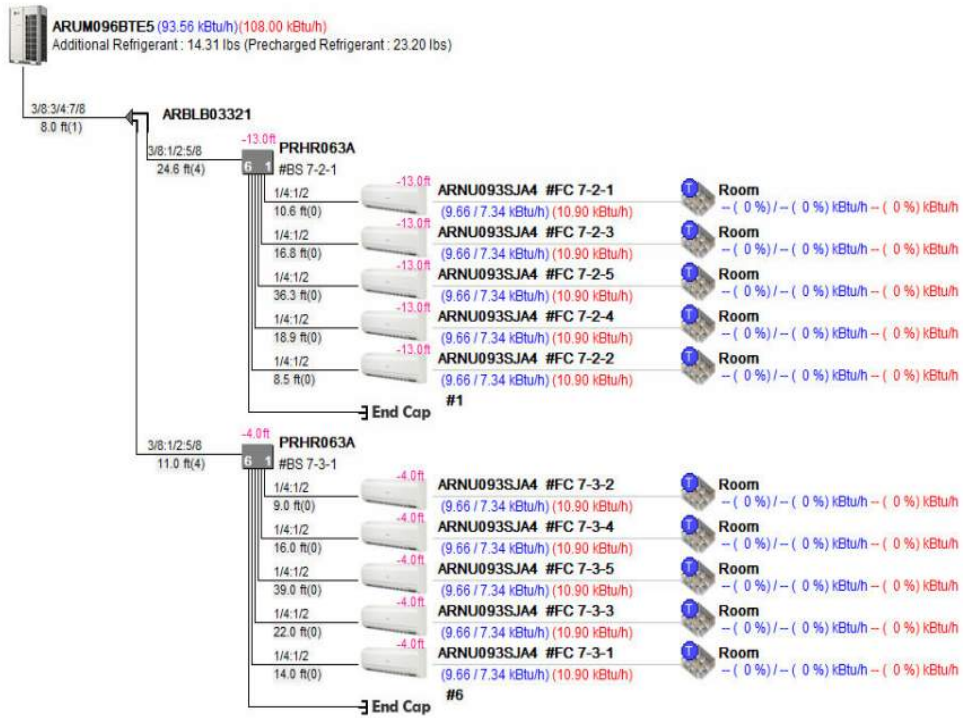 ARUM096BTE5 (93.56 kBtu/h)(108.00 kBtu/h)
Additional Refrigerant : 14.31 lbs (Precharged Refrigerant : 23.20 lbs)
3/8:3/4:7/8
8.0 ft(1)
ARBLB03321
3/8:1/2:5/8
24.6 ft(4)
-13.0ft
PRHR063A
6 1
#BS 7-2-1
1/4:1/2
10.6 ft(0)
-13.0ft
ARNU093SJA4 #FC 7-2-1
(9.66 / 7.34 kBtu/h) (10.90 kBtu/h)
T
Room
-- ( 0 %) / -- ( 0 %) kBtu/h -- ( 0 %) kBtu/h
1/4:1/2
16.8 ft(0)
-13.0ft
ARNU093SJA4 #FC 7-2-3
(9.66 / 7.34 kBtu/h) (10.90 kBtu/h)
T
Room
-- ( 0 %) / -- ( 0 %) kBtu/h -- ( 0 %) kBtu/h
1/4:1/2
36.3 ft(0)
-13.0ft
ARNU093SJA4 #FC 7-2-5
(9.66 / 7.34 kBtu/h) (10.90 kBtu/h)
T
Room
-- ( 0 %) / -- ( 0 %) kBtu/h -- ( 0 %) kBtu/h
1/4:1/2
18.9 ft(0)
-13.0ft
ARNU093SJA4 #FC 7-2-4
(9.66 / 7.34 kBtu/h) (10.90 kBtu/h)
T
Room
-- ( 0 %) / -- ( 0 %) kBtu/h -- ( 0 %) kBtu/h
1/4:1/2
8.5 ft(0)
-13.0ft
ARNU093SJA4 #FC 7-2-2
(9.66 / 7.34 kBtu/h) (10.90 kBtu/h)
T
Room
-- ( 0 %) / -- ( 0 %) kBtu/h -- ( 0 %) kBtu/h
#1
End Cap
3/8:1/2:5/8
11.0 ft(4)
-4.0ft
PRHR063A
6 1
#BS 7-3-1
1/4:1/2
9.0 ft(0)
-4.0ft
ARNU093SJA4 #FC 7-3-2
(9.66 / 7.34 kBtu/h) (10.90 kBtu/h)
T
Room
-- ( 0 %) / -- ( 0 %) kBtu/h -- ( 0 %) kBtu/h
1/4:1/2
16.0 ft(0)
-4.0ft
ARNU093SJA4 #FC 7-3-4
(9.66 / 7.34 kBtu/h) (10.90 kBtu/h)
T
Room
-- ( 0 %) / -- ( 0 %) kBtu/h -- ( 0 %) kBtu/h
1/4:1/2
39.0 ft(0)
-4.0ft
ARNU093SJA4 #FC 7-3-5
(9.66 / 7.34 kBtu/h) (10.90 kBtu/h)
T
Room
-- ( 0 %) / -- ( 0 %) kBtu/h -- ( 0 %) kBtu/h
1/4:1/2
22.0 ft(0)
-4.0ft
ARNU093SJA4 #FC 7-3-3
(9.66 / 7.34 kBtu/h) (10.90 kBtu/h)
T
Room
-- ( 0 %) / -- ( 0 %) kBtu/h -- ( 0 %) kBtu/h
1/4:1/2
14.0 ft(0)
-4.0ft
ARNU093SJA4 #FC 7-3-1
(9.66 / 7.34 kBtu/h) (10.90 kBtu/h)
T
Room
-- ( 0 %) / -- ( 0 %) kBtu/h -- ( 0 %) kBtu/h
#6
End Cap